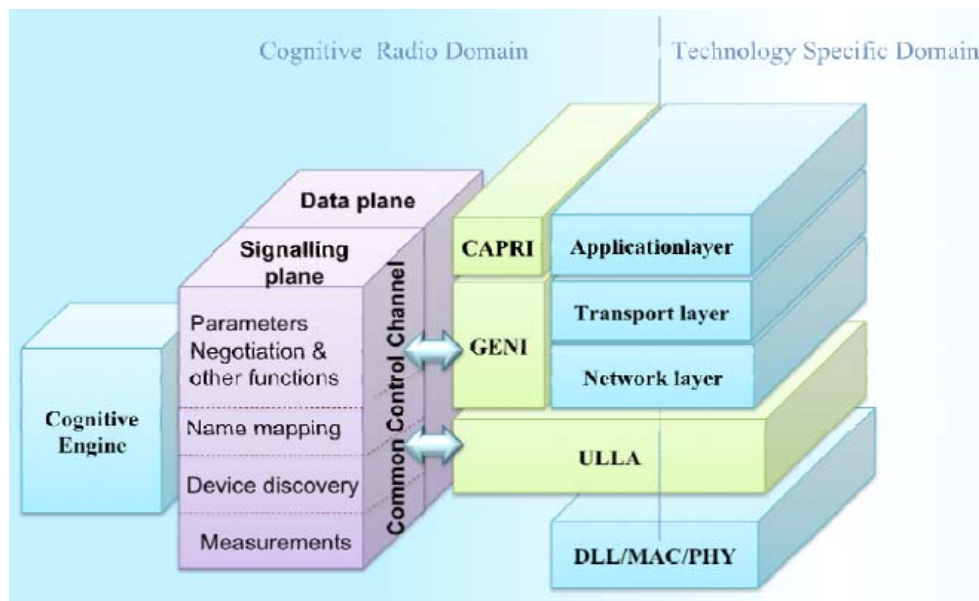 Cognitive Radio Domain
Technology Specific Domain
Data plane
Signalling
plane
Parameters
Negotiation &
other functions
Name mapping
Device discovery
Measurements
Common Control Channel
Cognitive
Engine
CAPRI
GENI
ULLA
Applicationlayer
Transport layer
Network layer
DLL/MAC/PHY